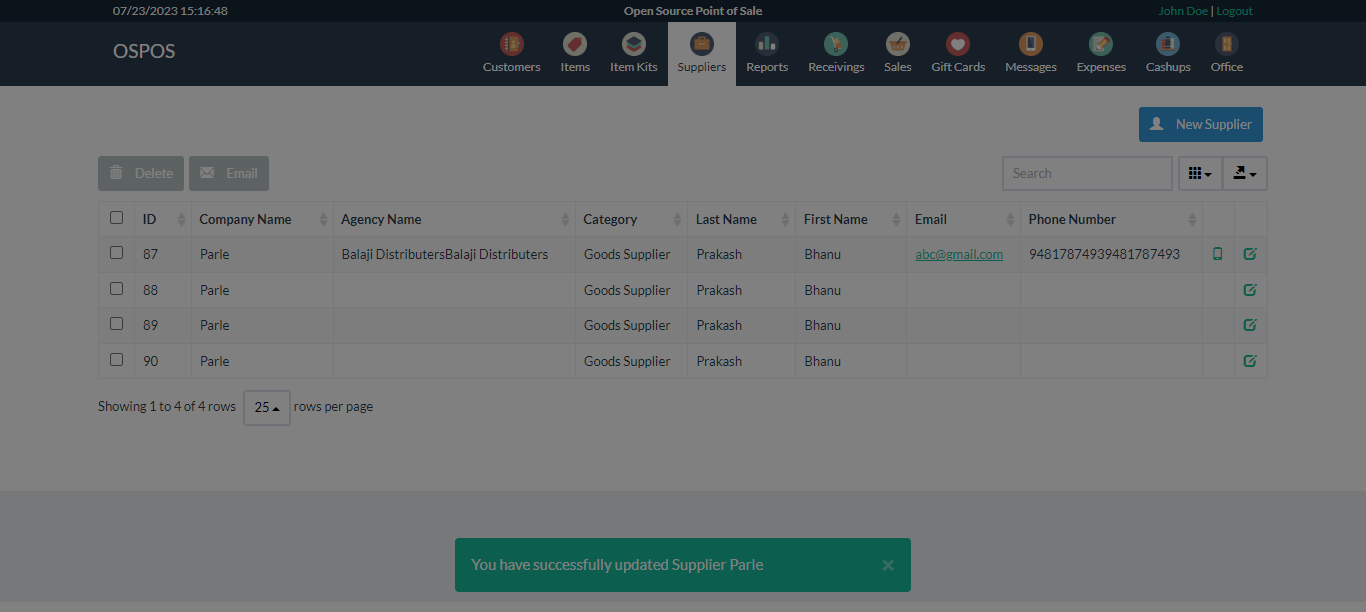 07/23/2023 15:16:48 Open Source Point of Sale John Doe | Logout
OSPOS Customers Items Item Kits Suppliers Reports Receivings Sales Gift Cards Messages Expenses Cashups Office
New Supplier
Delete Email Search
ID Company Name Agency Name Category Last Name First Name Email Phone Number
87 Parle Balaji DistributersBalaji Distributers Goods Supplier Prakash Bhanu abc@gmail.com 94817874939481787493
88 Parle Goods Supplier Prakash Bhanu
89 Parle Goods Supplier Prakash Bhanu
90 Parle Goods Supplier Prakash Bhanu
Showing 1 to 4 of 4 rows 25 rows per page
You have successfully updated Supplier Parle ×